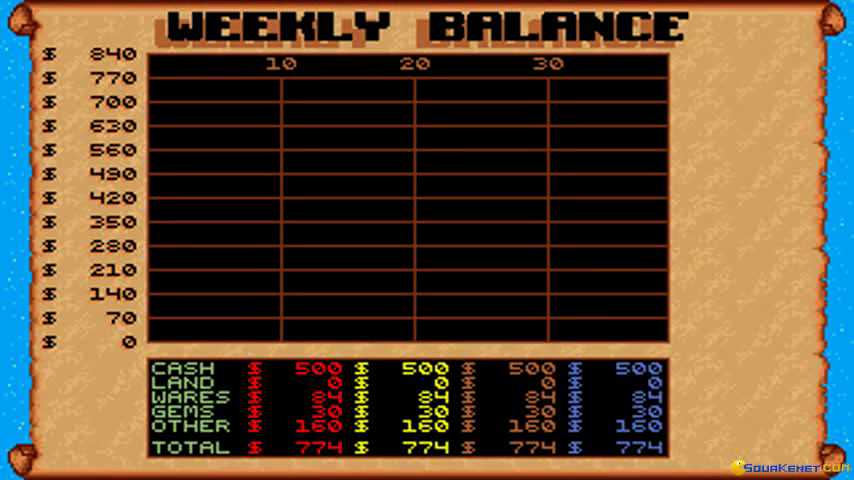 WEEKLY BALANCE
$ 840
10 20 30
$ 770
$ 700
$ 630
$ 560
$ 490
$ 420
$ 350
$ 280
$ 210
$ 140
$ 70
$ 0
CASH $ 500 $ 500 $ 500 $ 500
LAND $ 0 $ 0 $ 0 $ 0
WARES $ 84 $ 84 $ 84 $ 84
GEMS $ 30 $ 30 $ 30 $ 30
OTHER $ 160 $ 160 $ 160 $ 160
TOTAL $ 774 $ 774 $ 774 $ 774
SQUAKENET.COM